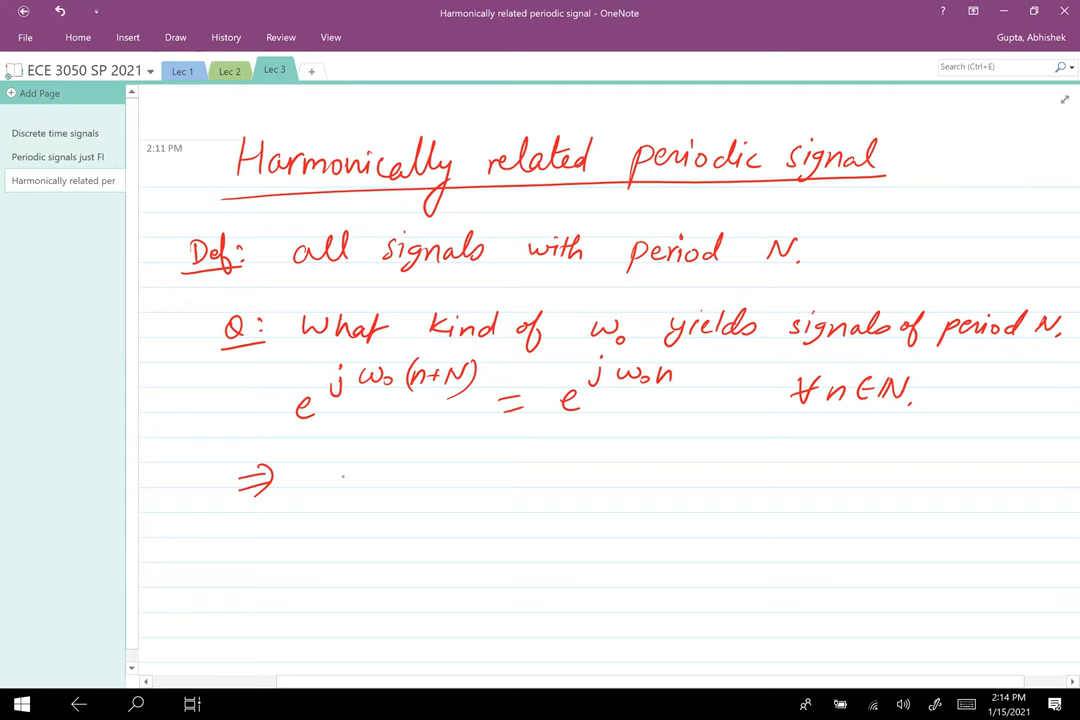 Harmonically related periodic signal - OneNote
File Home Insert Draw History Review View
Gupta, Abhishek
ECE 3050 SP 2021 Lec 1 Lec 2 Lec 3 +
Search (Ctrl+E)
Add Page
Discrete time signals
Periodic signals just FI
Harmonically related per
2:11 PM
Harmonically related periodic signal
Def: all signals with period N.
Q: What kind of ω₀ yields signals of period N.
e^{jω₀(n+N)} = e^{jω₀n} ∀n∈ℕ.
⇒
2:14 PM
1/15/2021